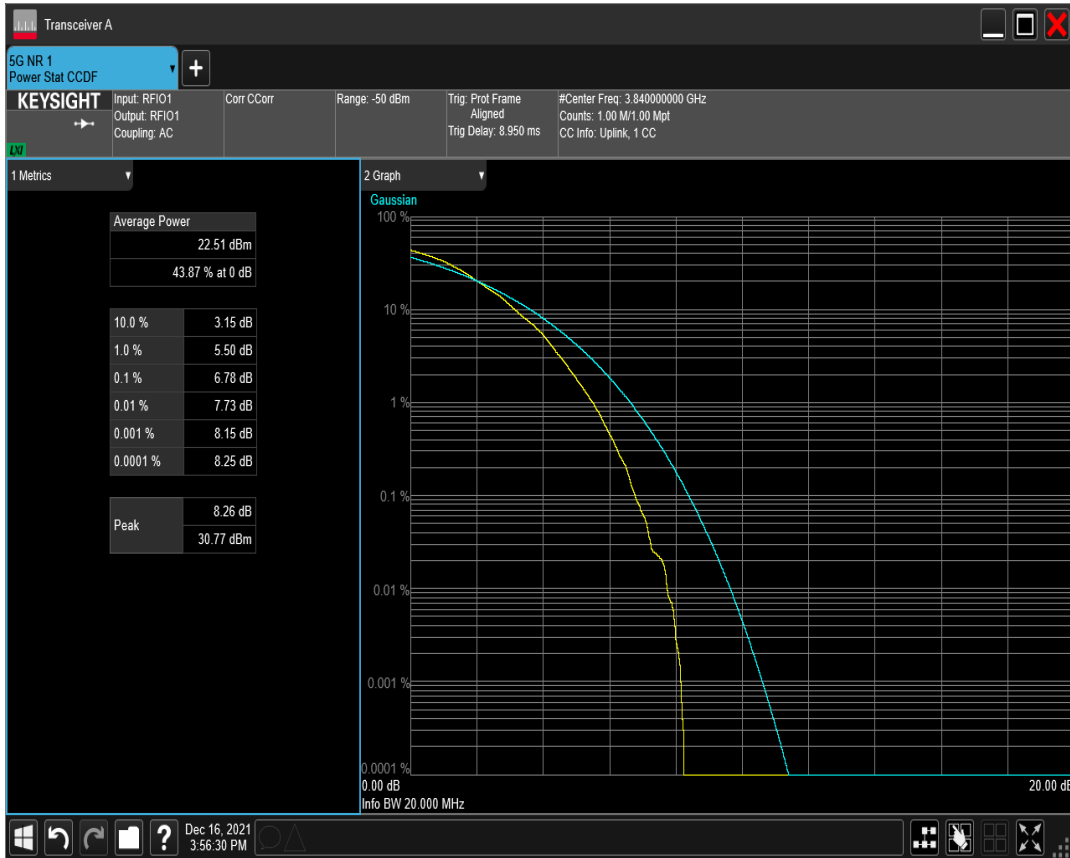 Transceiver A
5G NR 1
Power Stat CCDF
KEYSIGHT
LXI
Input: RFIO1
Output: RFIO1
Coupling: AC
Corr CCorr
Range: -50 dBm
Trig: Prot Frame
Aligned
Trig Delay: 8.950 ms
#Center Freq: 3.840000000 GHz
Counts: 1.00 M/1.00 Mpt
CC Info: Uplink, 1 CC
1 Metrics
Average Power
22.51 dBm
43.87 % at 0 dB
10.0 % 3.15 dB
1.0 % 5.50 dB
0.1 % 6.78 dB
0.01 % 7.73 dB
0.001 % 8.15 dB
0.0001 % 8.25 dB
Peak
8.26 dB
30.77 dBm
2 Graph
Gaussian
100 %
10 %
1 %
0.1 %
0.01 %
0.001 %
0.0001 %
0.00 dB 20.00 dB
Info BW 20.000 MHz
?
Dec 16, 2021
3:56:30 PM